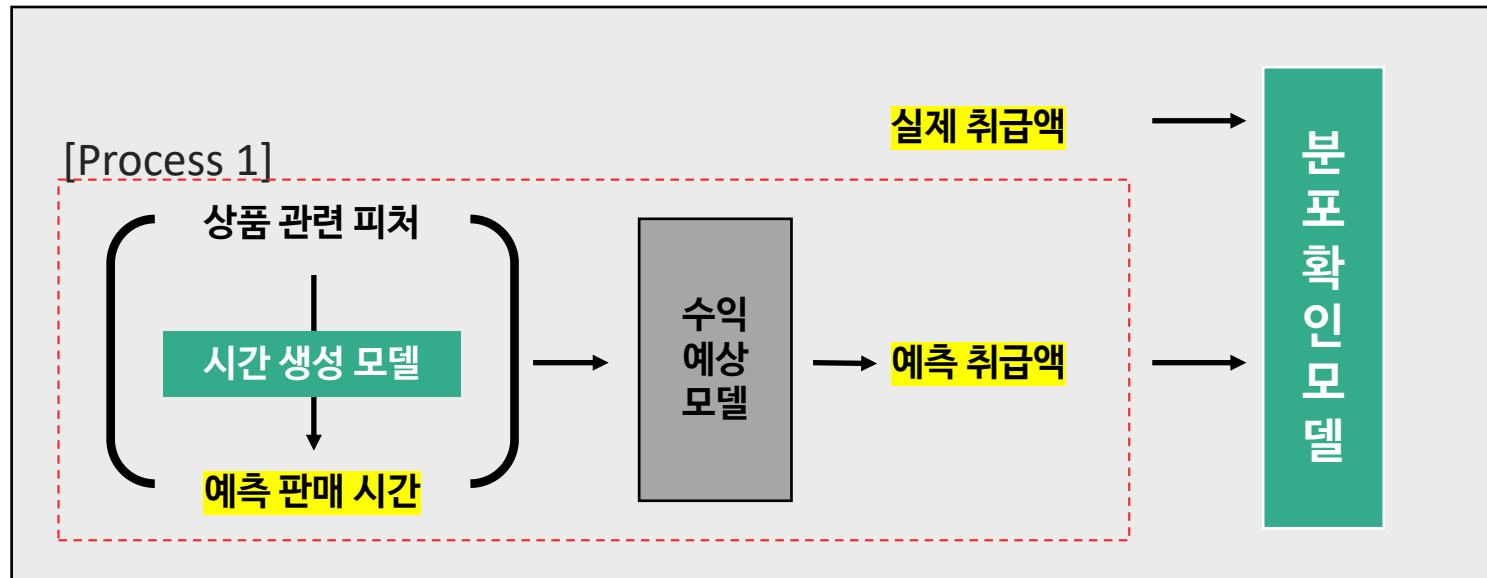 실제 취급액
[Process 1]
상품 관련 피처
시간 생성 모델
예측 판매 시간
수익
예상
모델
예측 취급액
분
포
확
인
모
델